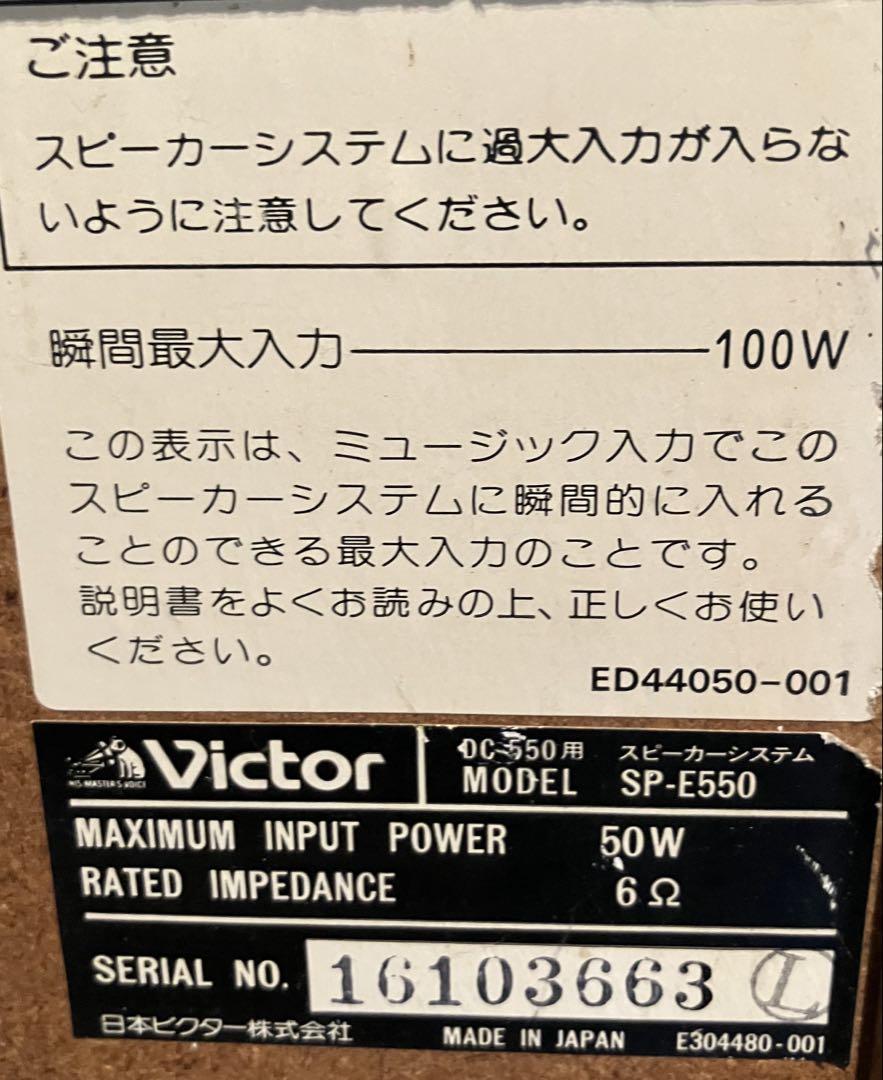 ご注意
スピーカーシステムに過大入力が入らな
いように注意してください。
瞬間最大入力―――100W
この表示は、ミュージック入力でこの
スピーカーシステムに瞬間的に入れる
ことのできる最大入力のことです。
説明書をよくお読みの上、正しくお使い
ください。
ED44050-001
HIS MASTER'S VOICE
Victor
DC-550用 スピーカーシステム
MODEL SP-E550
MAXIMUM INPUT POWER 50W
RATED IMPEDANCE 6Ω
SERIAL NO. 16103663 L
日本ビクター株式会社 MADE IN JAPAN E304480-001